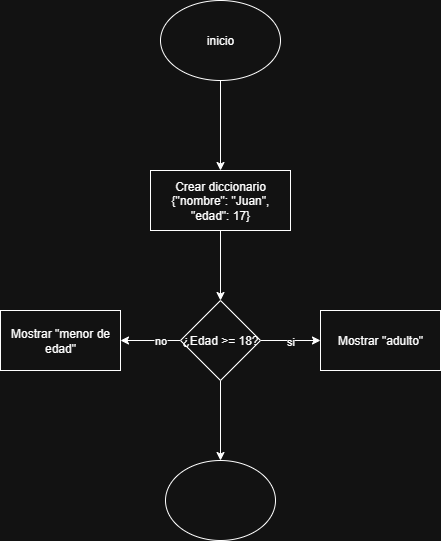 inicio
Crear diccionario
{"nombre": "Juan",
"edad": 17}
Mostrar "menor de
edad"
no
¿Edad >= 18?
si
Mostrar "adulto"